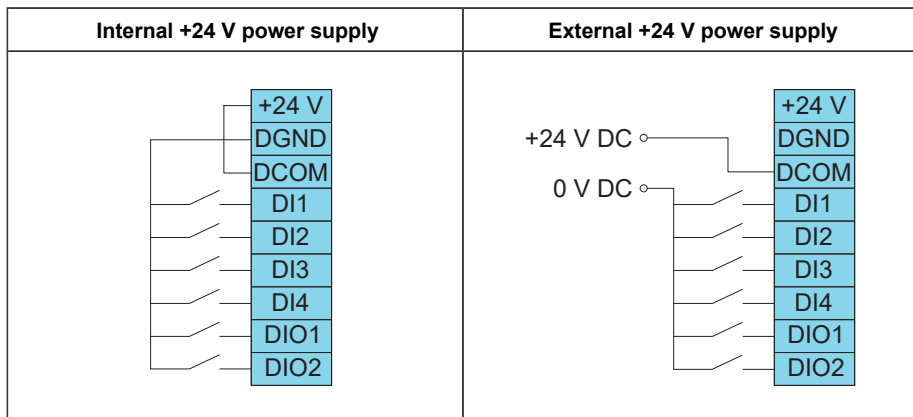 Internal +24 V power supply
External +24 V power supply
+24 V
DGND
DCOM
DI1
DI2
DI3
DI4
DIO1
DIO2
+24 V DC
0 V DC
+24 V
DGND
DCOM
DI1
DI2
DI3
DI4
DIO1
DIO2